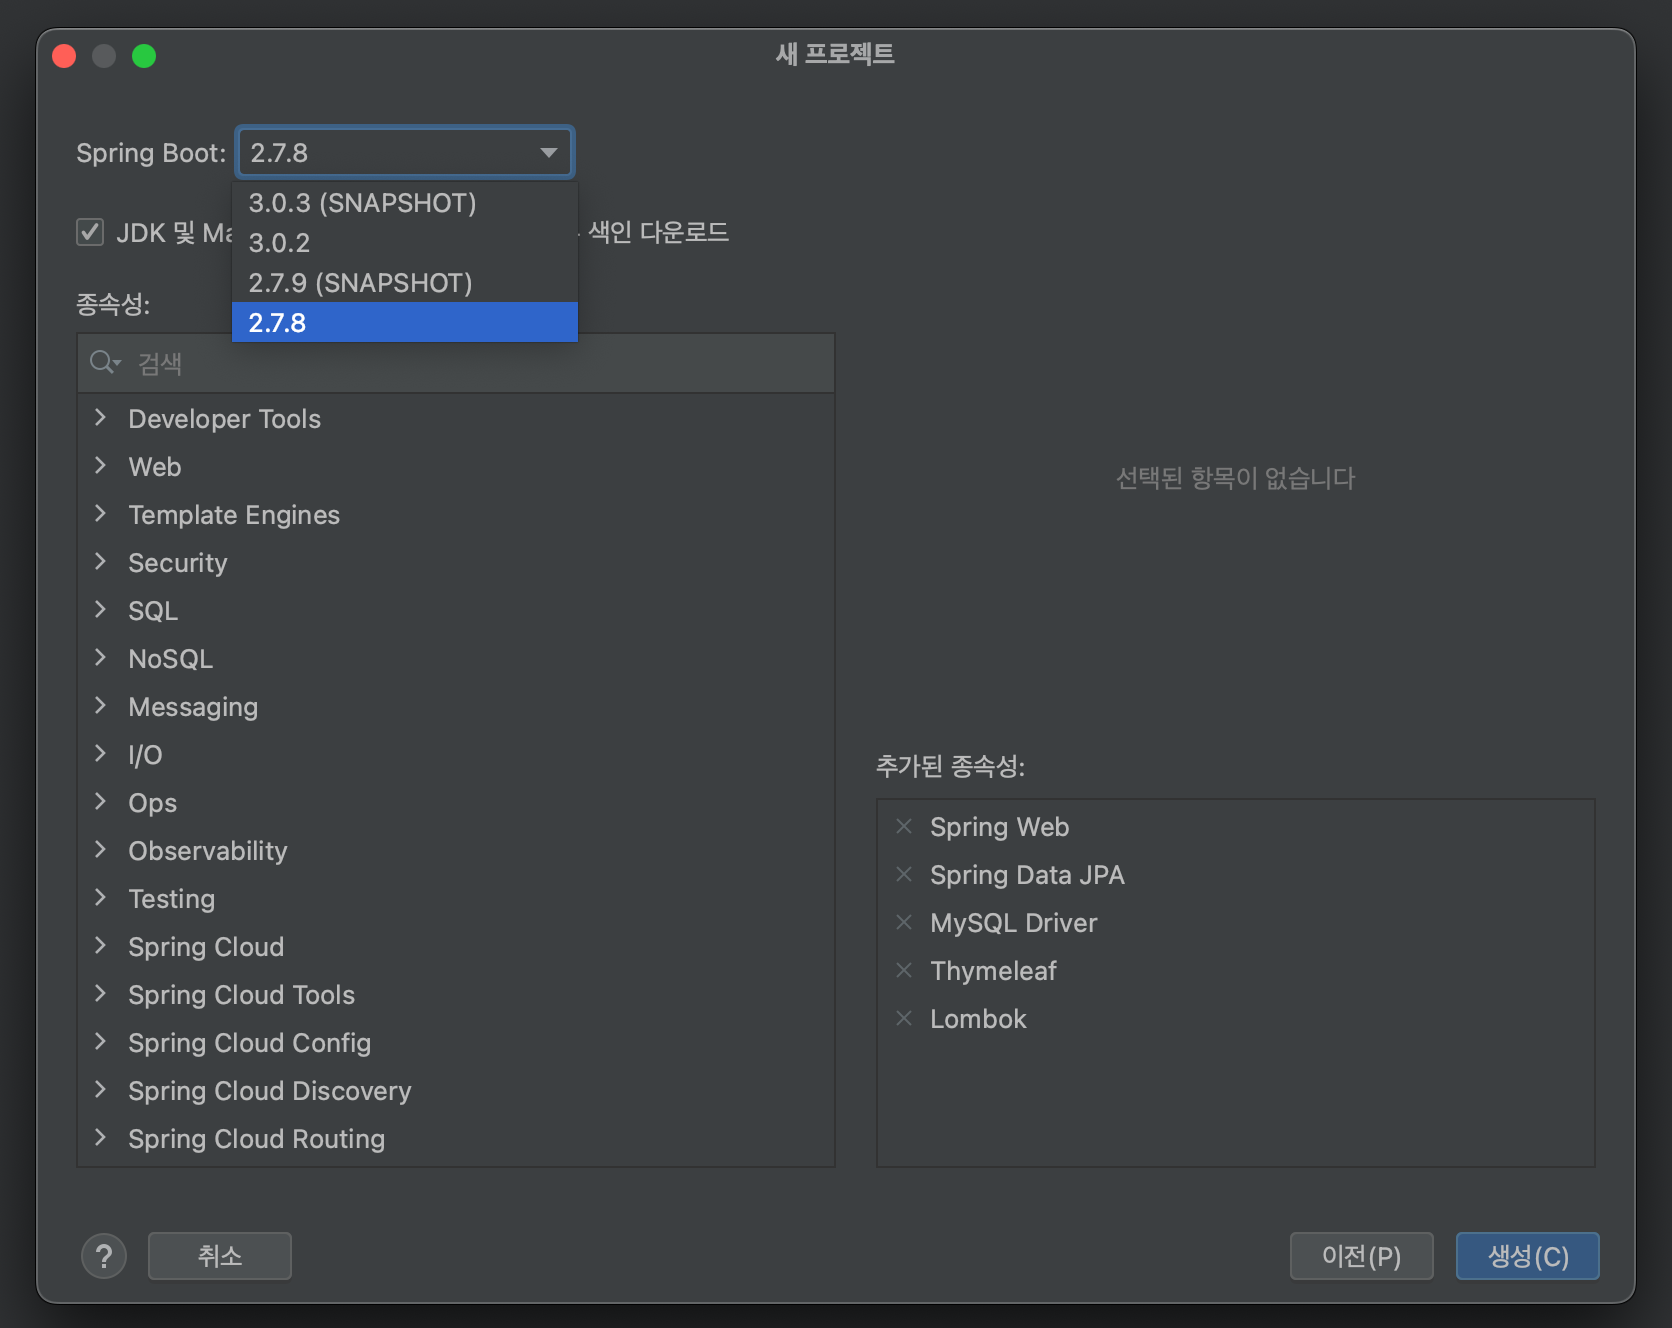 새 프로젝트
Spring Boot: 2.7.8
3.0.3 (SNAPSHOT)
3.0.2
2.7.9 (SNAPSHOT)
2.7.8
JDK 및 색인 다운로드
종속성:
검색
Developer Tools
Web
Template Engines
Security
SQL
NoSQL
Messaging
I/O
Ops
Observability
Testing
Spring Cloud
Spring Cloud Tools
Spring Cloud Config
Spring Cloud Discovery
Spring Cloud Routing
선택된 항목이 없습니다
추가된 종속성:
Spring Web
Spring Data JPA
MySQL Driver
Thymeleaf
Lombok
?
취소
이전(P)
생성(C)